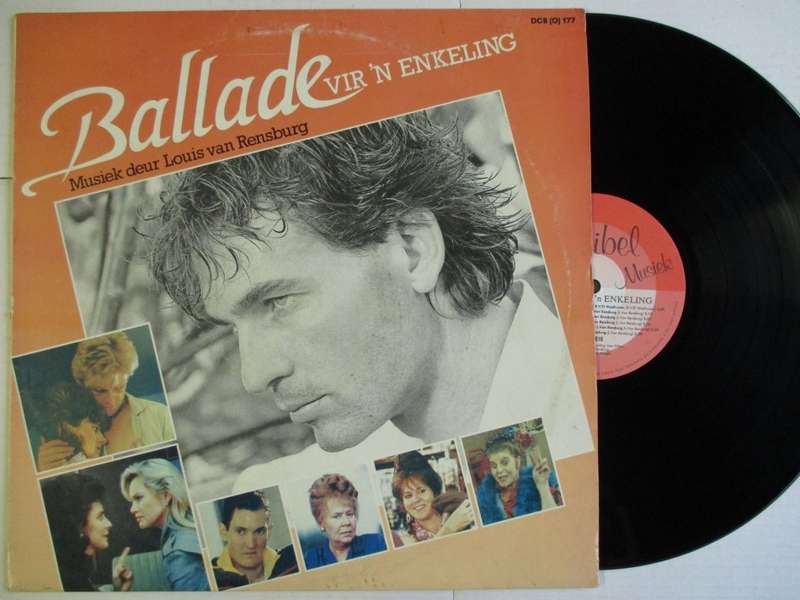 DCB (O) 177
Ballade
VIR 'N ENKELING
Musiek deur Louis van Rensburg
ibel
Musiek
'n ENKELING